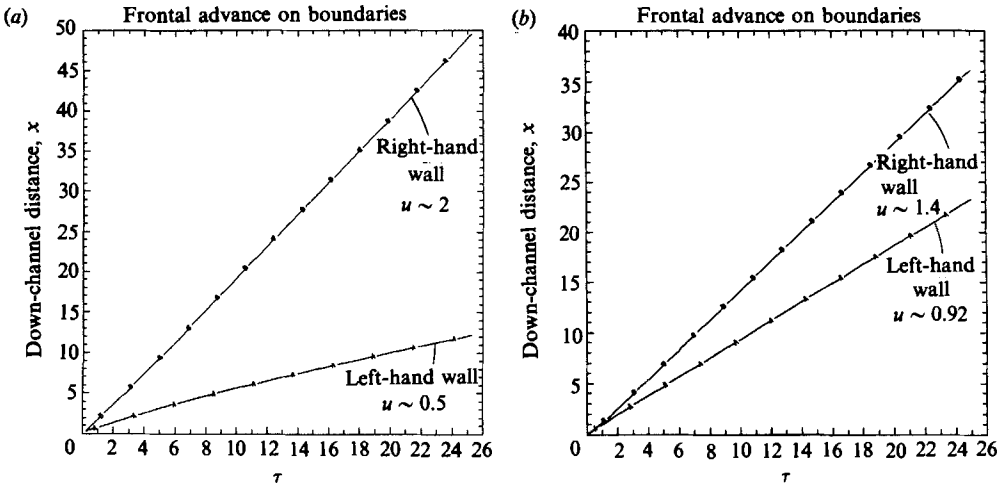 (a)
Frontal advance on boundaries
50
45
40
35
30
25
20
15
10
5
0
Down-channel distance, x
Right-hand
wall
u ~ 2
Left-hand wall
u ~ 0.5
2 4 6 8 10 12 14 16 18 20 22 24 26
τ
(b)
Frontal advance on boundaries
40
35
30
25
20
15
10
5
0
Down-channel distance, x
Right-hand
wall
u ~ 1.4
Left-hand
wall
u ~ 0.92
2 4 6 8 10 12 14 16 18 20 22 24 26
τ